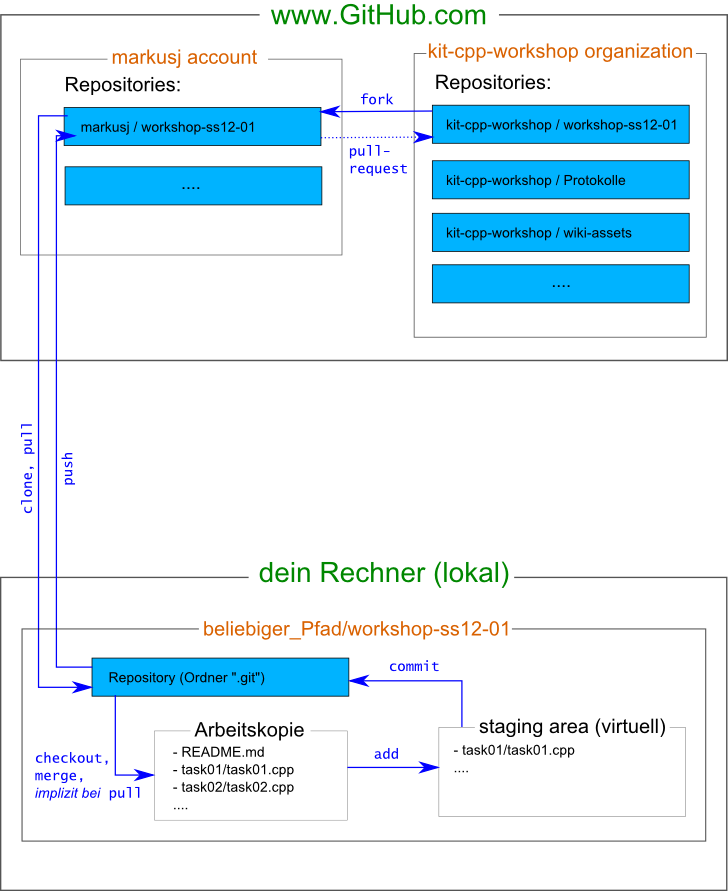 www.GitHub.com
markusj account
Repositories:
markusj / workshop-ss12-01
....
kit-cpp-workshop organization
Repositories:
kit-cpp-workshop / workshop-ss12-01
kit-cpp-workshop / Protokolle
kit-cpp-workshop / wiki-assets
....
fork
pull-
request
clone, pull
push
dein Rechner (lokal)
beliebiger_Pfad/workshop-ss12-01
Repository (Ordner ".git")
commit
checkout,
merge,
implizit bei pull
Arbeitskopie
- README.md
- task01/task01.cpp
- task02/task02.cpp
....
add
staging area (virtuell)
- task01/task01.cpp
....